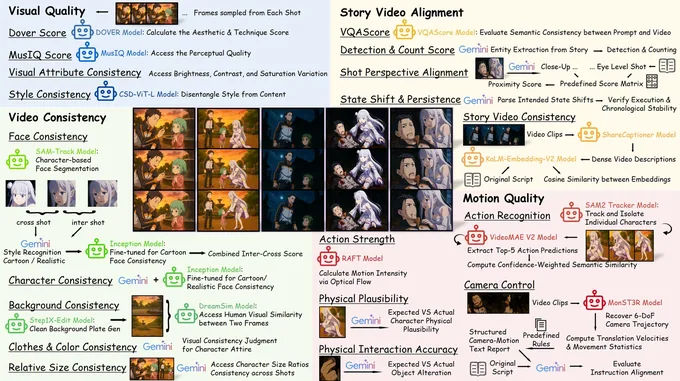 Visual Quality
... Frames sampled from Each Shot
Dover Score
DOVER Model: Calculate the Aesthetic & Technique Score
MusIQ Score
MusIQ Model: Access the Perceptual Quality
Visual Attribute Consistency Access Brightness, Contrast, and Saturation Variation
Style Consistency
CSD-ViT-L Model: Disentangle Style from Content
Story Video Alignment
VQAScore
VQAScore Model: Evaluate Semantic Consistency between Prompt and Video
Detection & Count Score
Gemini Entity Extraction from Story
Detection & Counting
Shot Perspective Alignment
Gemini
Close-Up ...
... Eye Level Shot
Proximity Score
Predefined Score Matrix
State Shift & Persistence
Gemini Parse Intended State Shifts
Verify Execution & Chronological Stability
Story Video Consistency
Video Clips
ShareCaptioner Model
KaLM-Embedding-V2 Model
Dense Video Descriptions
Original Script
Cosine Similarity between Embeddings
Video Consistency
Face Consistency
SAM-Track Model:
Character-based
Face Segmentation
cross shot
inter shot
Gemini
Style Recognition
Cartoon / Realistic
Inception Model:
Fine-tuned for Cartoon
Face Consistency
Combined Inter-Cross Score
Character Consistency
Gemini
+
Inception Model:
Fine-tuned for Cartoon/
Realistic Face Consistency
Background Consistency
Step1X-Edit Model:
Clean Background Plate Gen
DreamSim Model:
Access Human Visual Similarity
between Two Frames
Clothes & Color Consistency
Gemini
Visual Consistency Judgment
for Character Attire
Relative Size Consistency
Gemini
Access Character Size Ratios
Consistency across Shots
Action Strength
RAFT Model:
Calculate Motion Intensity
via Optical Flow
Physical Plausibility
Gemini
Expected VS Actual
Character Physical
Plausibility
Physical Interaction Accuracy
Gemini
Expected VS Actual
Object Alteration
Motion Quality
Action Recognition
SAM2 Tracker Model:
Track and Isolate
Individual Characters
VideoMAE V2 Model
Extract Top-5 Action Predictions
Compute Confidence-Weighted Semantic Similarity
Camera Control
Video Clips
MonST3R Model
Recover 6-DoF
Camera Trajectory
Compute Translation Velocities
& Movement Statistics
Predefined
Rules
Structured
Camera-Motion
Text Report
Original
Script
Gemini
Evaluate
Instruction Alignment